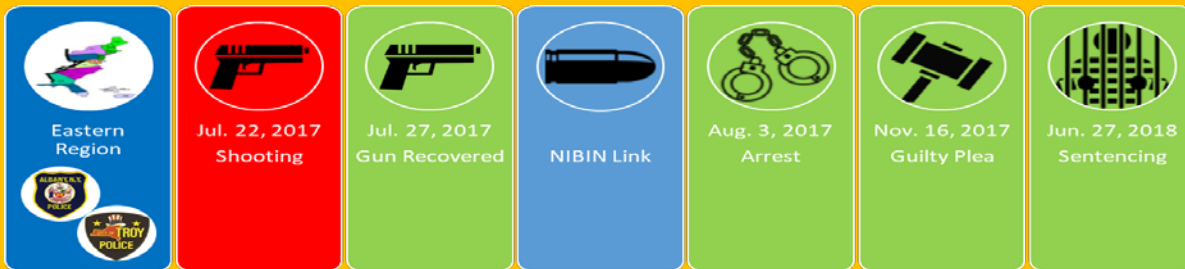 Eastern
Region
ALBANY, N.Y.
POLICE
TROY
POLICE
Jul. 22, 2017
Shooting
Jul. 27, 2017
Gun Recovered
NIBIN Link
Aug. 3, 2017
Arrest
Nov. 16, 2017
Guilty Plea
Jun. 27, 2018
Sentencing